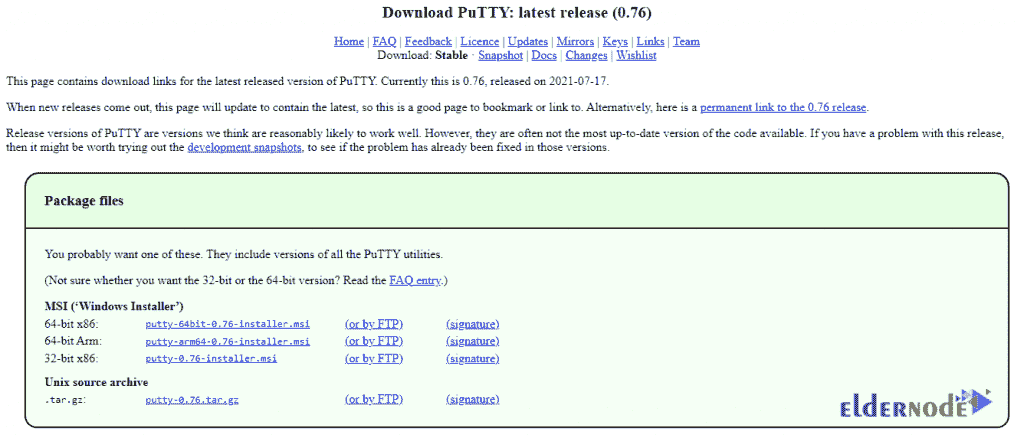 Download PuTTY: latest release (0.76)
Home | FAQ | Feedback | Licence | Updates | Mirrors | Keys | Links | Team
Download: Stable · Snapshot | Docs | Changes | Wishlist
This page contains download links for the latest released version of PuTTY. Currently this is 0.76, released on 2021-07-17.
When new releases come out, this page will update to contain the latest, so this is a good page to bookmark or link to. Alternatively, here is a permanent link to the 0.76 release.
Release versions of PuTTY are versions we think are reasonably likely to work well. However, they are often not the most up-to-date version of the code available. If you have a problem with this release,
then it might be worth trying out the development snapshots, to see if the problem has already been fixed in those versions.
Package files
You probably want one of these. They include versions of all the PuTTY utilities.
(Not sure whether you want the 32-bit or the 64-bit version? Read the FAQ entry.)
MSI (‘Windows Installer’)
64-bit x86: putty-64bit-0.76-installer.msi (or by FTP) (signature)
64-bit Arm: putty-arm64-0.76-installer.msi (or by FTP) (signature)
32-bit x86: putty-0.76-installer.msi (or by FTP) (signature)
Unix source archive
.tar.gz: putty-0.76.tar.gz (or by FTP) (signature)
eldernode